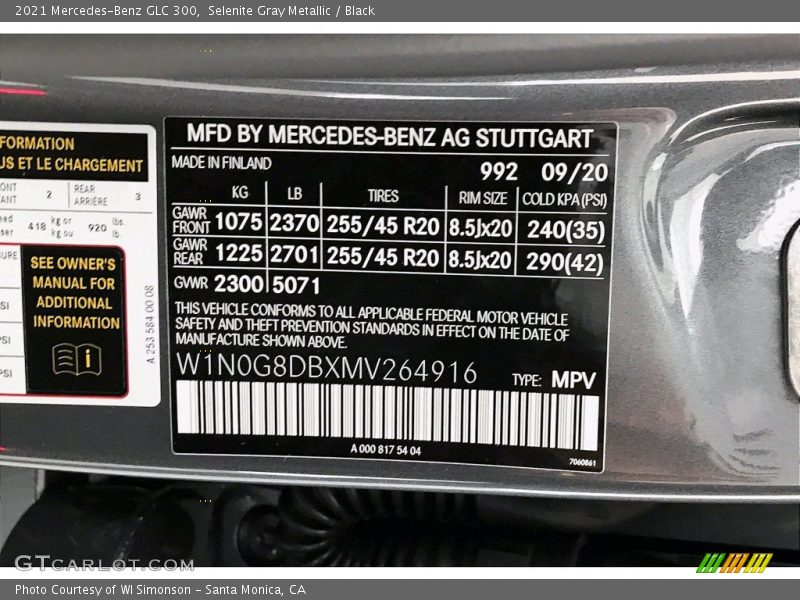 2021 Mercedes-Benz GLC 300,  Selenite Gray Metallic / Black
FORMATION
US ET LE CHARGEMENT
2
REAR
ARRIÈRE
3
418 kg or
kg ou
920 lbs.
lb.
SEE OWNER'S
MANUAL FOR
ADDITIONAL
INFORMATION
i
A 253 584 00 08
MFD BY MERCEDES-BENZ AG STUTTGART
MADE IN FINLAND
992 09/20
KG LB TIRES RIM SIZE COLD KPA (PSI)
GAWR FRONT 1075 2370 255/45 R20 8.5Jx20 240(35)
GAWR REAR 1225 2701 255/45 R20 8.5Jx20 290(42)
GWR 2300 5071
THIS VEHICLE CONFORMS TO ALL APPLICABLE FEDERAL MOTOR VEHICLE
SAFETY AND THEFT PREVENTION STANDARDS IN EFFECT ON THE DATE OF
MANUFACTURE SHOWN ABOVE.
W1N0G8DBXMV264916
TYPE: MPV
A 000 817 54 04
7060861
GTCARLOT.COM
Photo Courtesy of WI Simonson - Santa Monica, CA